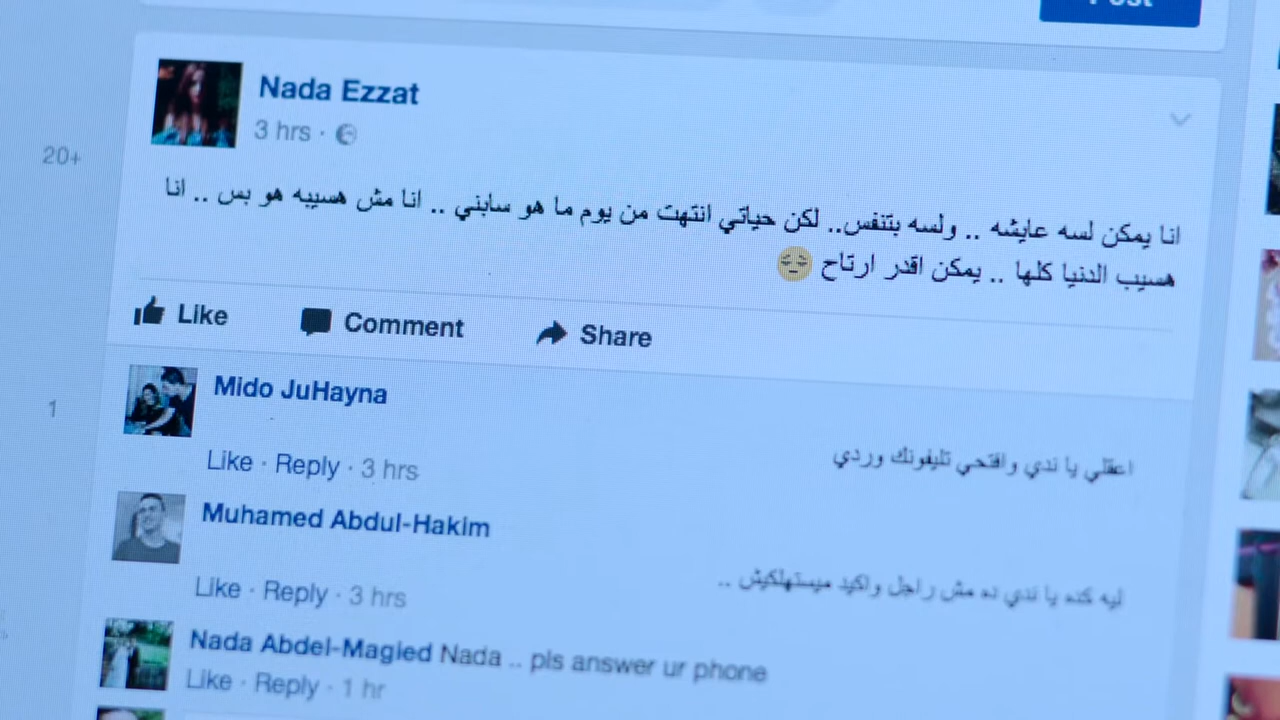 Post
Nada Ezzat
3 hrs ·
20+
انا يمكن لسه عايشه .. ولسه بتنفس.. لكن حياتي انتهت من يوم ما هو سابني .. انا مش هسيبه هو بس .. انا
هسيب الدنيا كلها .. يمكن اقدر ارتاح
Like Comment Share
Mido JuHayna
1
اعقلي يا ندي وافتحي تليفونك وردي
Like · Reply · 3 hrs
Muhamed Abdul-Hakim
ليه كده يا ندي ده مش راجل واكيد ميستهلكيش ..
Like · Reply · 3 hrs
Nada Abdel-Magied Nada .. pls answer ur phone
Like · Reply · 1 hr